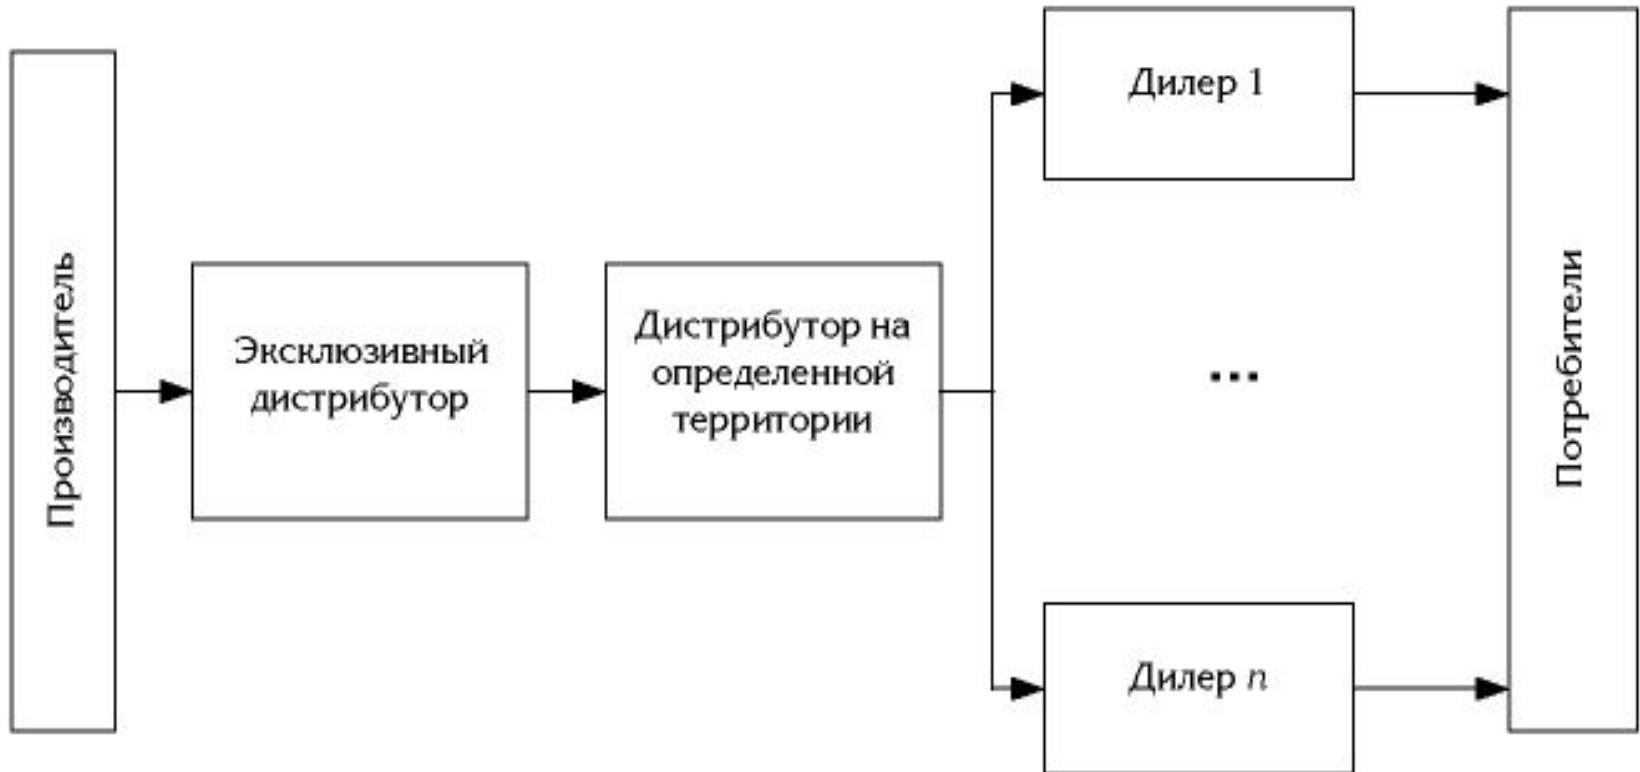 Производитель
Эксклюзивный
дистрибутор
Дистрибутор на
определенной
территории
Дилер 1
...
Дилер n
Потребители